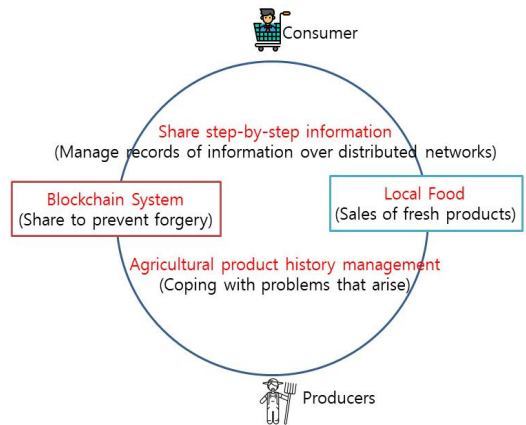 Consumer
Share step-by-step information
(Manage records of information over distributed networks)
Blockchain System
(Share to prevent forgery)
Local Food
(Sales of fresh products)
Agricultural product history management
(Coping with problems that arise)
Producers